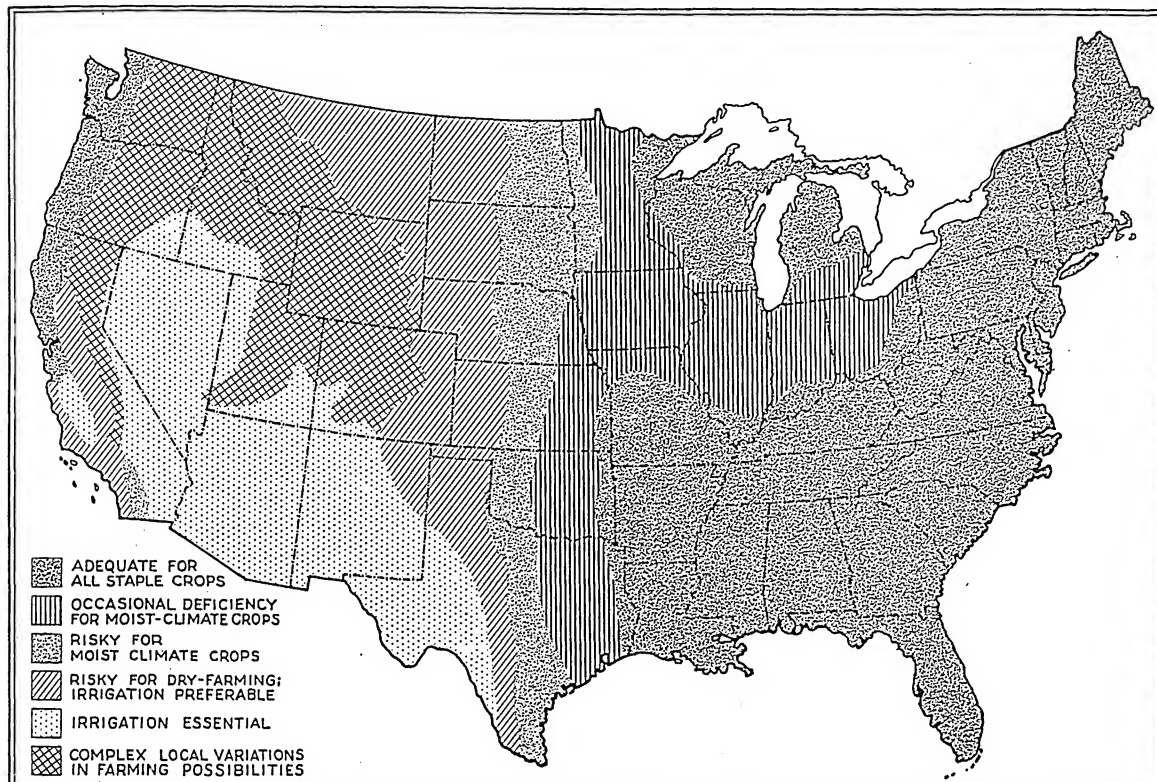 ADEQUATE FOR
ALL STAPLE CROPS
OCCASIONAL DEFICIENCY
FOR MOIST-CLIMATE CROPS
RISKY FOR
MOIST CLIMATE CROPS
RISKY FOR DRY-FARMING;
IRRIGATION PREFERABLE
IRRIGATION ESSENTIAL
COMPLEX LOCAL VARIATIONS
IN FARMING POSSIBILITIES